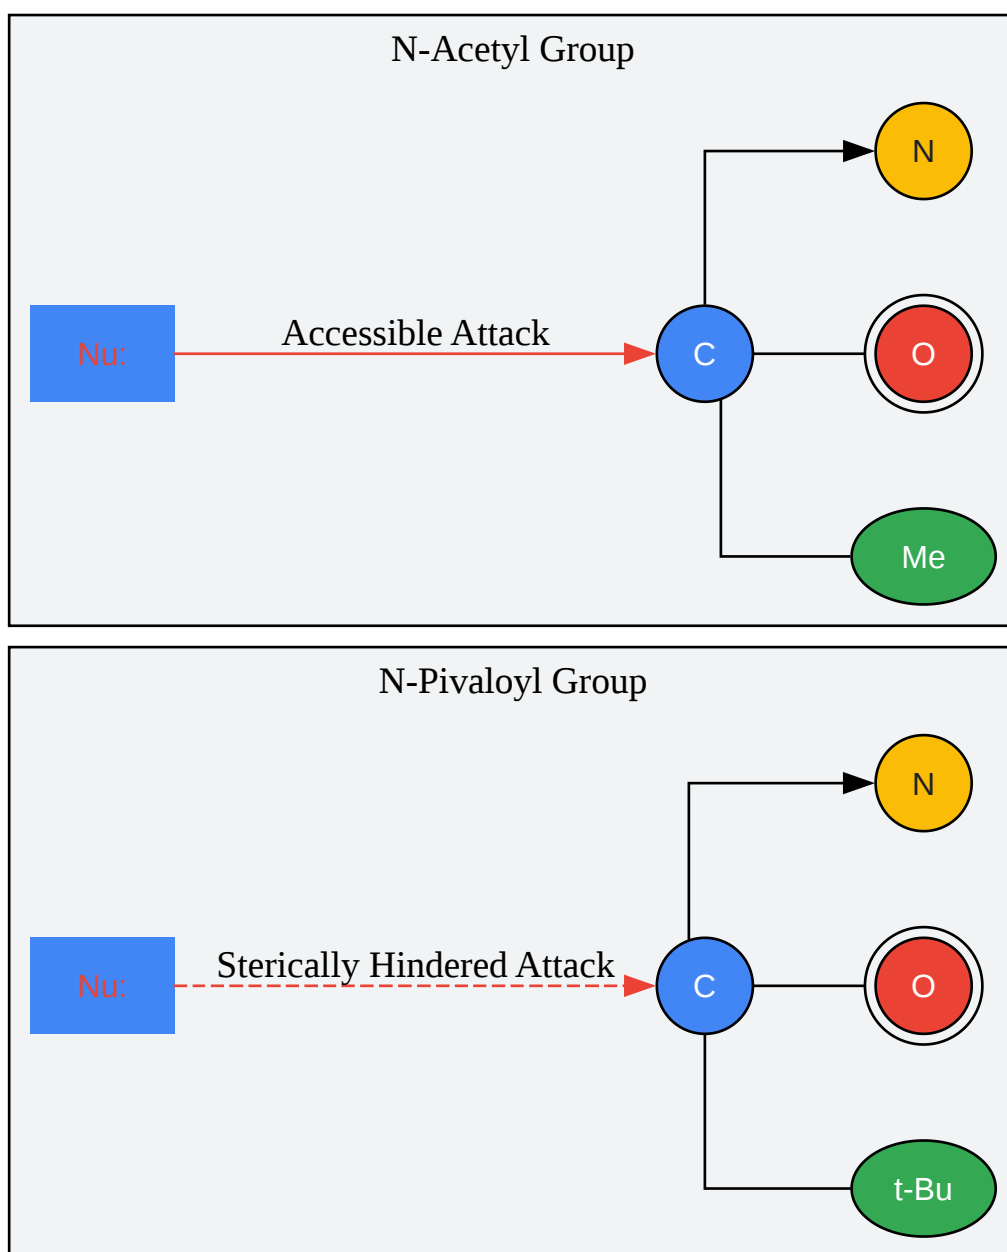 N-Acetyl Group
N
Nu:
Accessible Attack
C
O
Me
N-Pivaloyl Group
N
Nu:
Sterically Hindered Attack
C
O
t-Bu